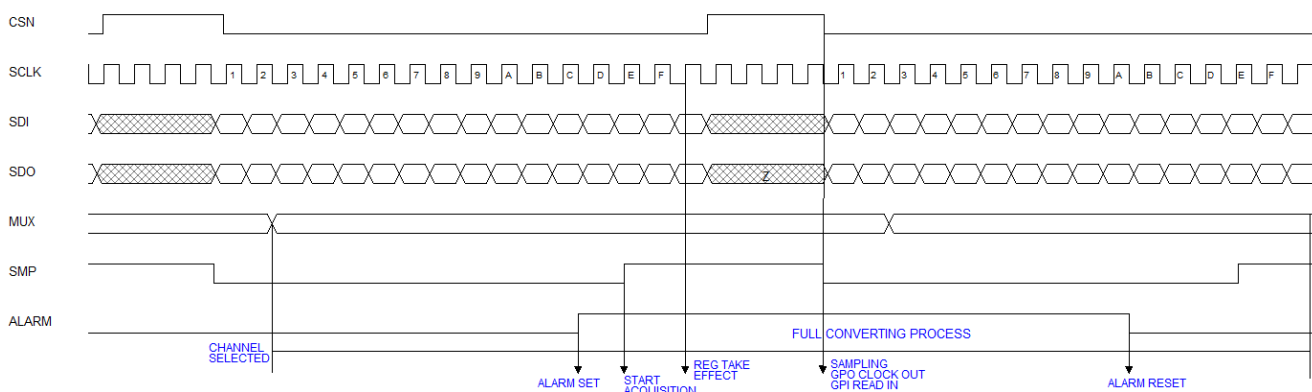 CSN
SCLK 1 2 3 4 5 6 7 8 9 A B C D E F 1 2 3 4 5 6 7 8 9 A B C D E F
SDI
SDO Z
MUX
SMP
ALARM
FULL CONVERTING PROCESS
CHANNEL
SELECTED
ALARM SET
START
ACQUISITION
REG TAKE
EFFECT
SAMPLING
GPO CLOCK OUT
GPI READ IN
ALARM RESET